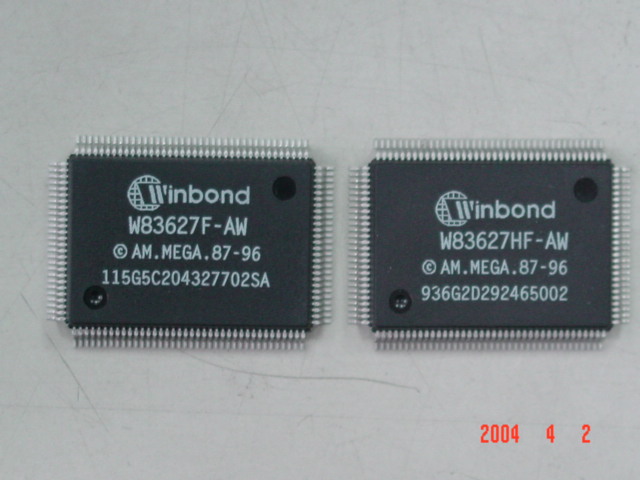 Winbond
W83627F-AW
© AM.MEGA.87-96
115G5C204327702SA
Winbond
W83627HF-AW
© AM.MEGA.87-96
936G2D292465002
2004 4 2